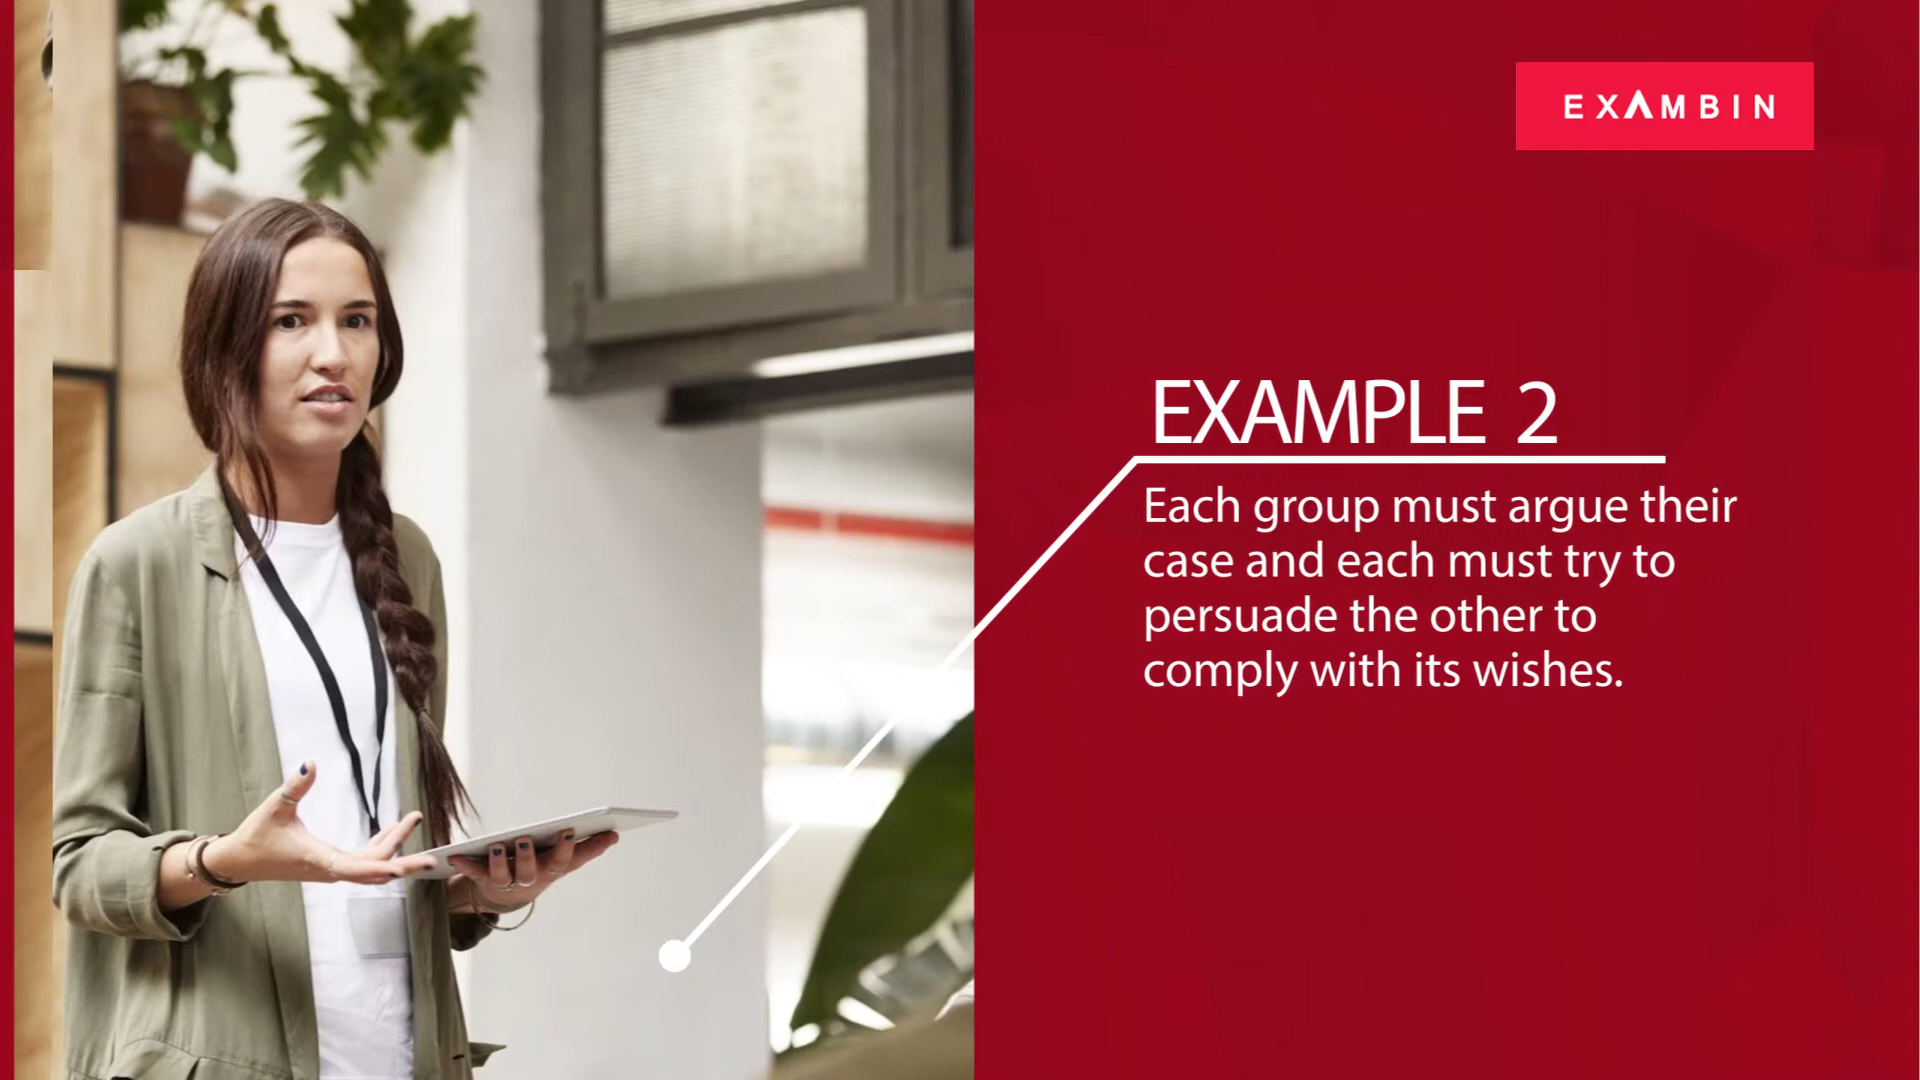 EXAMBIN
EXAMPLE 2
Each group must argue their
case and each must try to
persuade the other to
comply with its wishes.